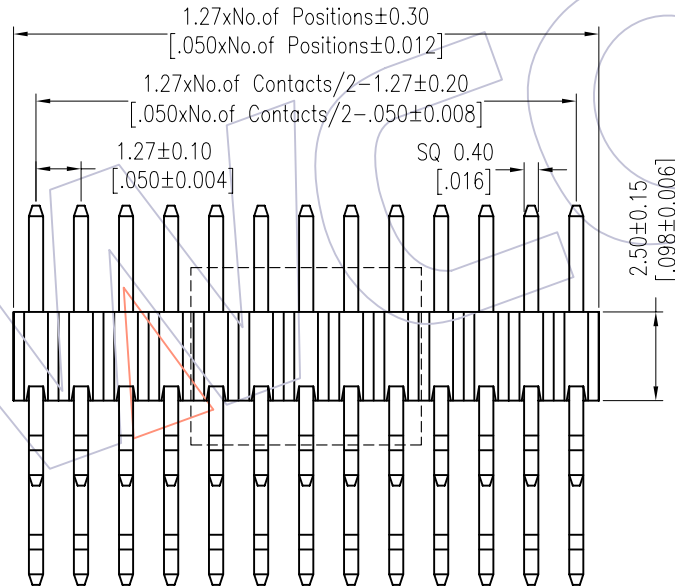 1.27xNo.of Positions±0.30
[.050xNo.of Positions±0.012]
1.27xNo.of Contacts/2-1.27±0.20
[.050xNo.of Contacts/2-.050±0.008]
1.27±0.10
[.050±0.004]
SQ 0.40
[.016]
2.50±0.15
[.098±0.006]
WCO